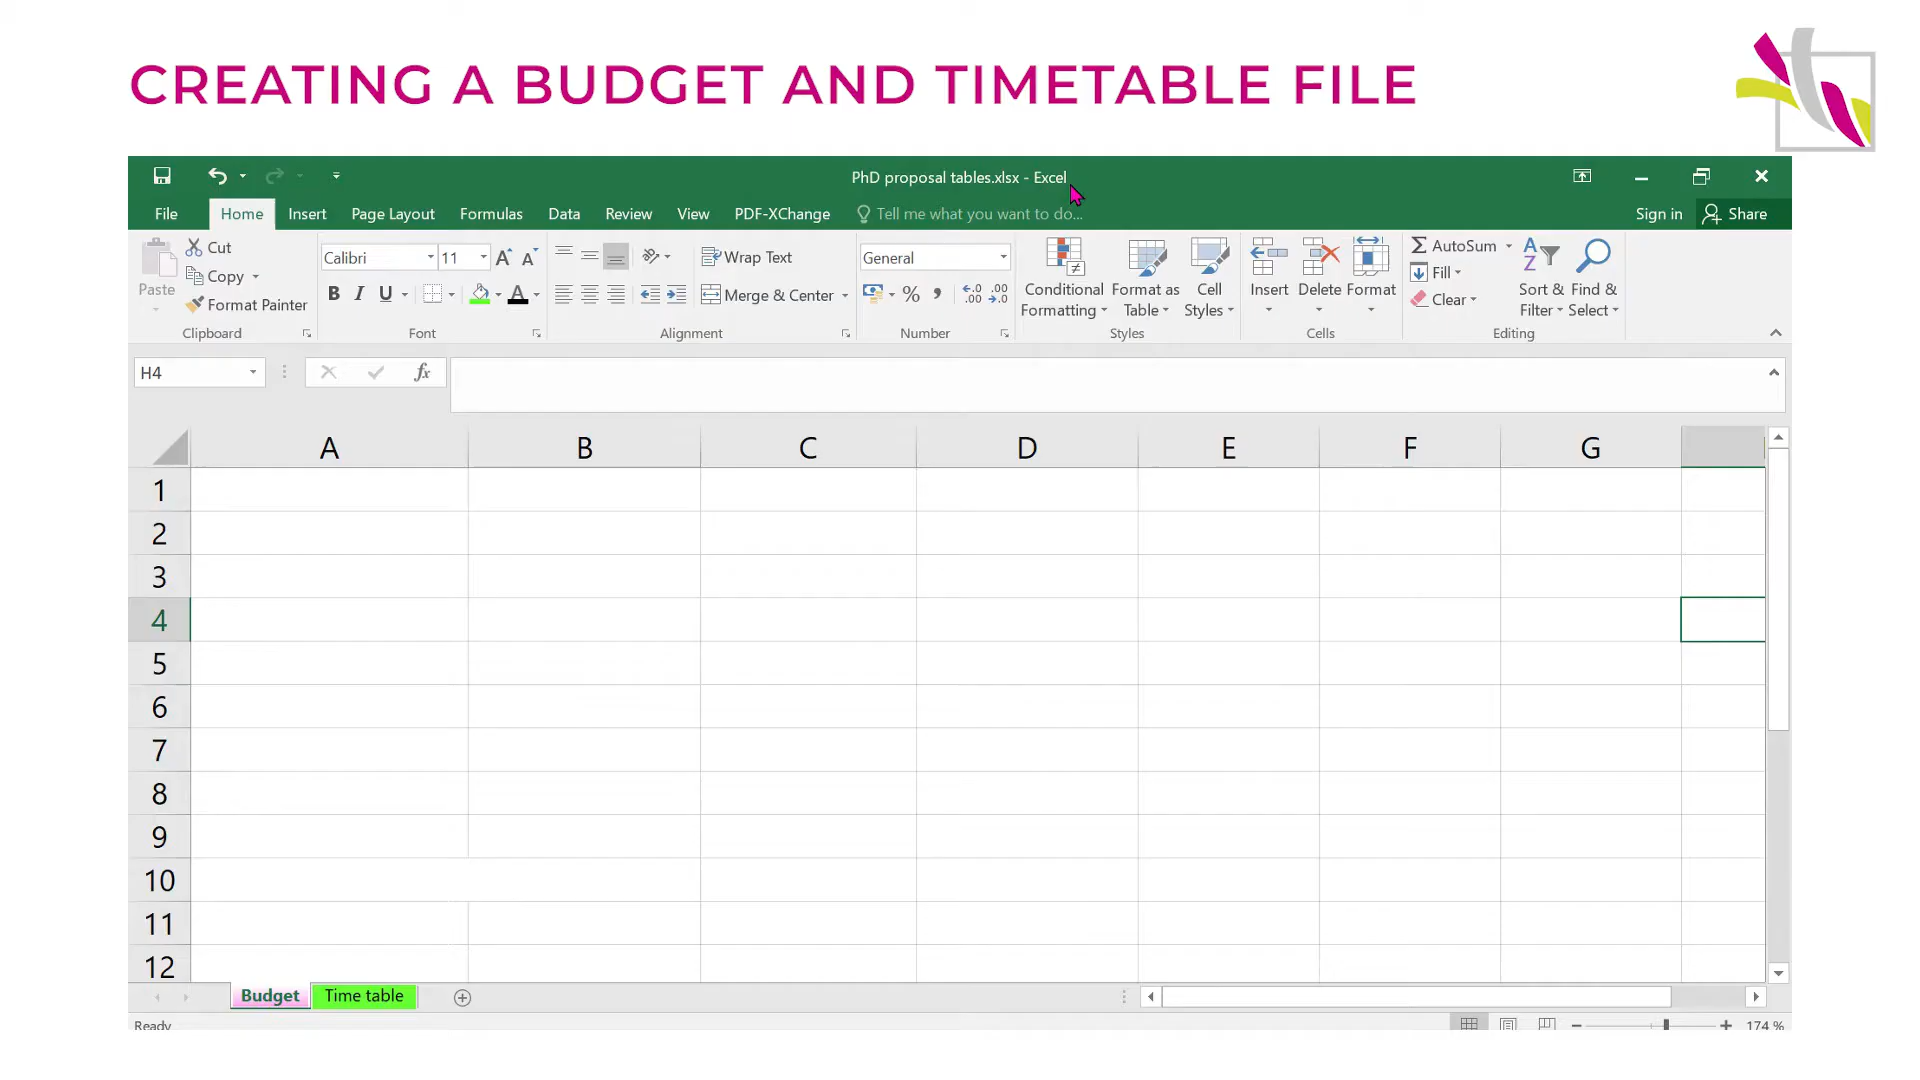 CREATING A BUDGET AND TIMETABLE FILE
PhD proposal tables.xlsx - Excel
File Home Insert Page Layout Formulas Data Review View PDF-XChange Tell me what you want to do... Sign in Share
Paste
Cut
Copy
Format Painter
Clipboard
Calibri 11
B I U A
Font
Wrap Text
Merge & Center
Alignment
General
%
Number
Conditional Formatting
Format as Table
Cell Styles
Styles
Insert
Delete
Format
Cells
AutoSum
Fill
Clear
Sort & Filter
Find & Select
Editing
H4
fx
A B C D E F G
1
2
3
4
5
6
7
8
9
10
11
12
Budget Time table
Ready
174 %